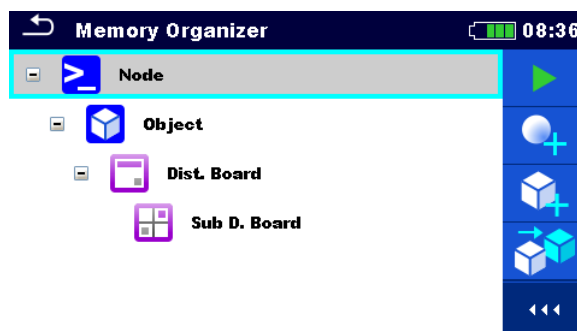 Memory Organizer
08:36
Node
Object
Dist. Board
Sub D. Board